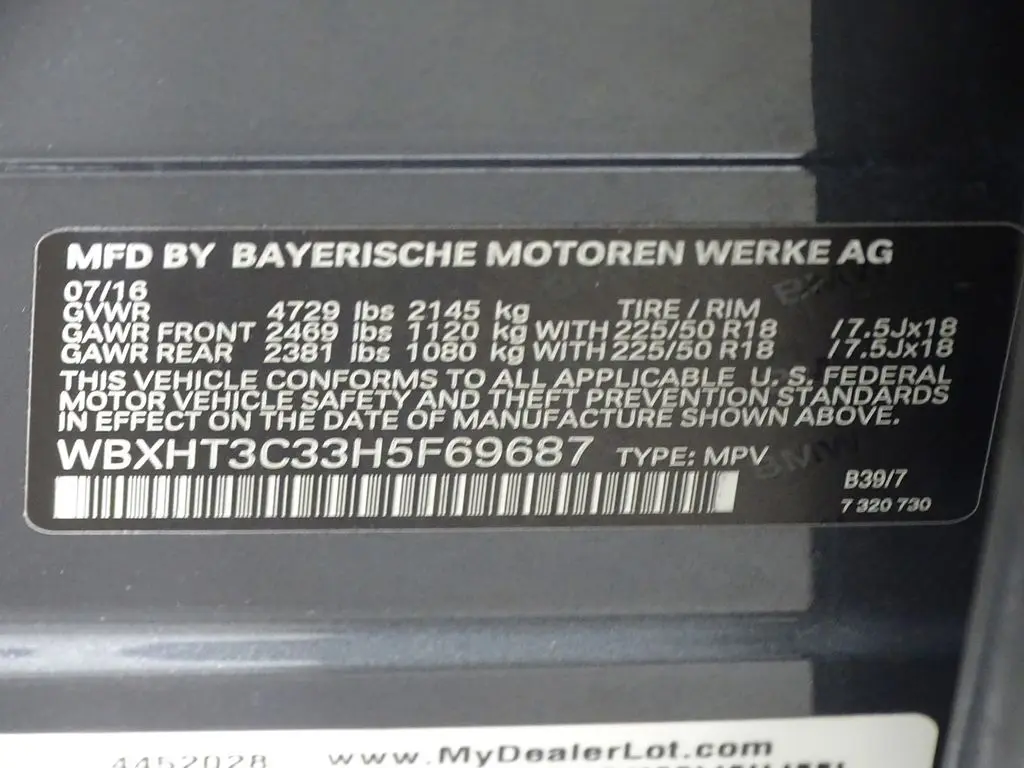 MFD BY BAYERISCHE MOTOREN WERKE AG
07/16
GVWR 4729 lbs 2145 kg TIRE / RIM
GAWR FRONT 2469 lbs 1120 kg WITH 225/50 R18 /7.5Jx18
GAWR REAR 2381 lbs 1080 kg WITH 225/50 R18 /7.5Jx18
THIS VEHICLE CONFORMS TO ALL APPLICABLE U. S. FEDERAL
MOTOR VEHICLE SAFETY AND THEFT PREVENTION STANDARDS
IN EFFECT ON THE DATE OF MANUFACTURE SHOWN ABOVE.
WBXHT3C33H5F69687 TYPE: MPV
BMW
B39/7
7 320 730
4452028 www.MyDealerLot.com